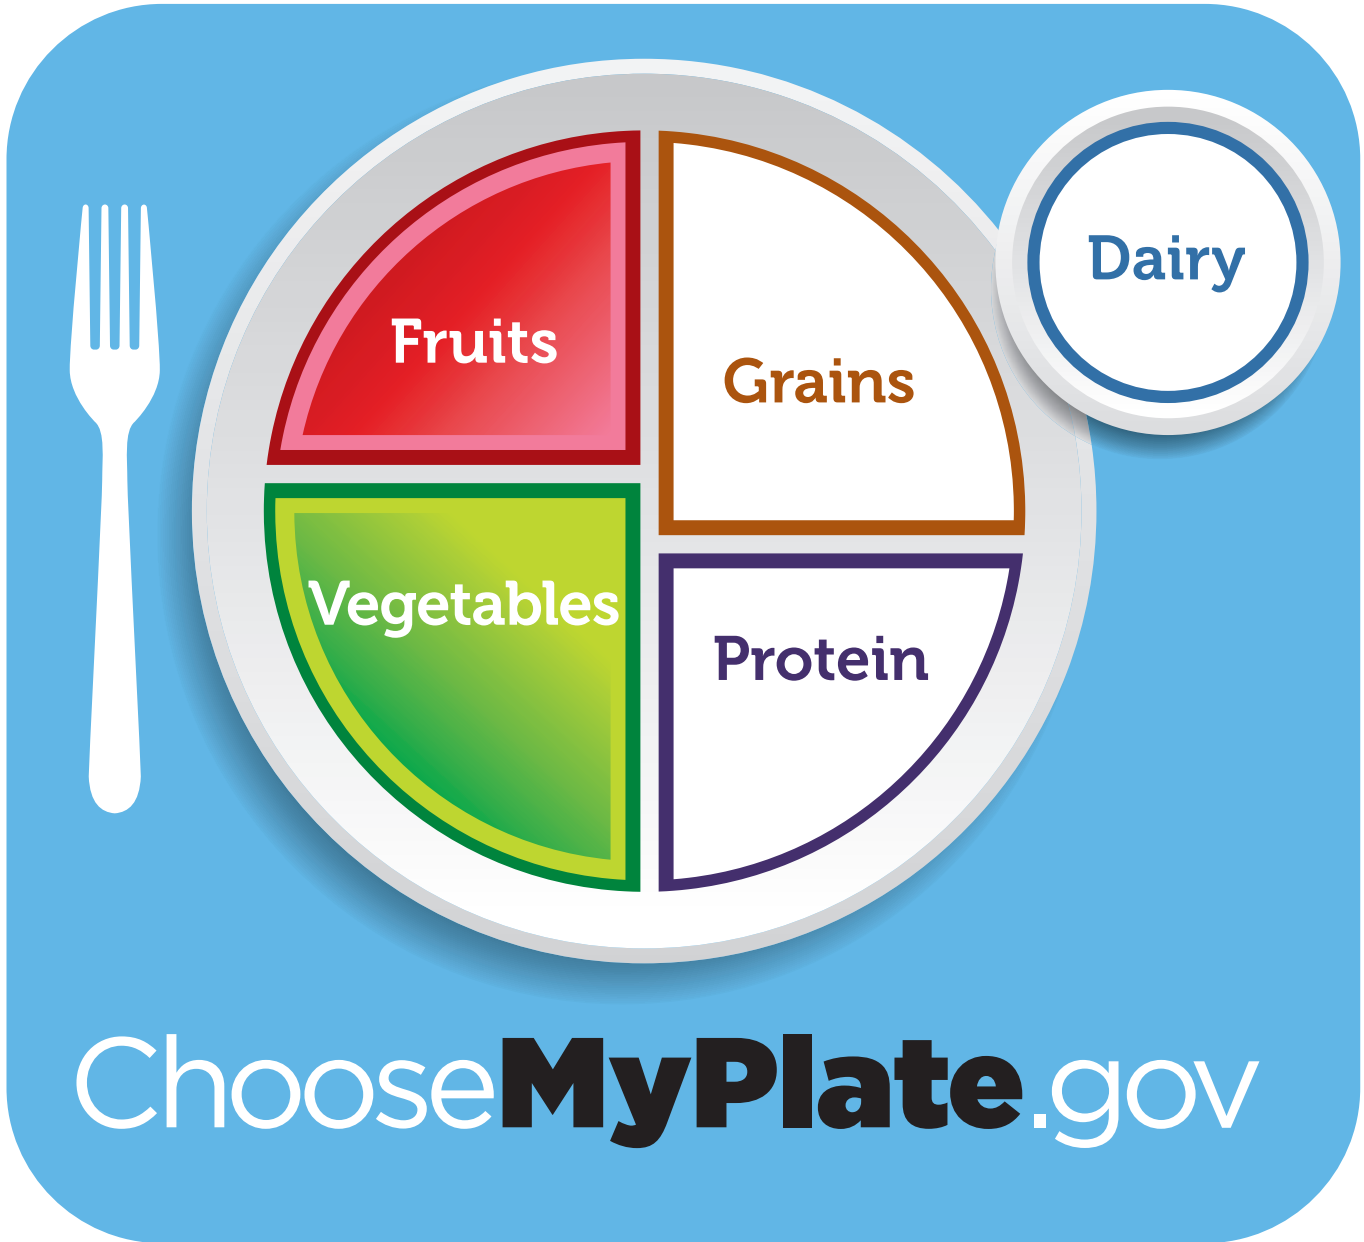 Fruits
Grains
Dairy
Vegetables
Protein
ChooseMyPlate.gov